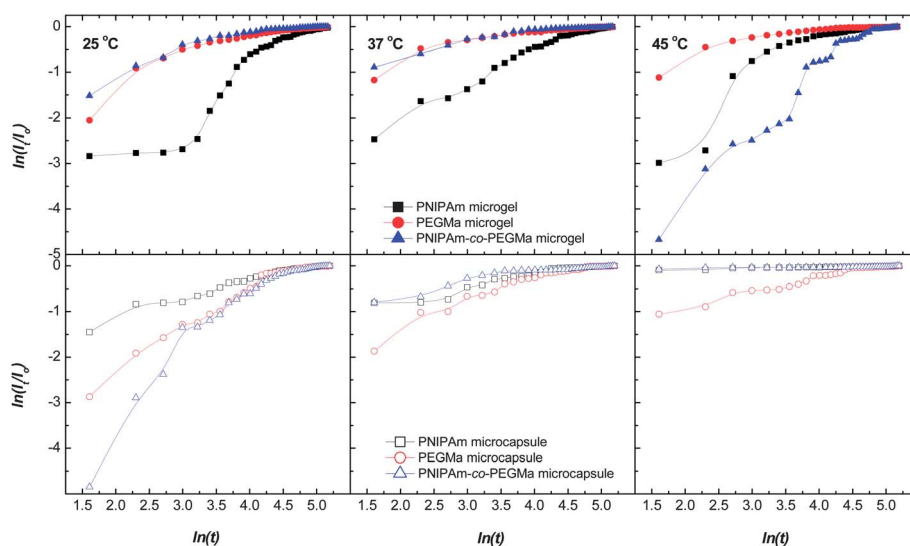 25 °C
37 °C
45 °C
ln(Iₜ/Iₒ)
0
-1
-2
-3
-4
-5
PNIPAm microgel
PEGMa microgel
PNIPAm-co-PEGMa microgel
ln(Iₜ/Iₒ)
0
-1
-2
-3
-4
PNIPAm microcapsule
PEGMa microcapsule
PNIPAm-co-PEGMa microcapsule
1.5 2.0 2.5 3.0 3.5 4.0 4.5 5.0
1.5 2.0 2.5 3.0 3.5 4.0 4.5 5.0
1.5 2.0 2.5 3.0 3.5 4.0 4.5 5.0
ln(t)
ln(t)
ln(t)